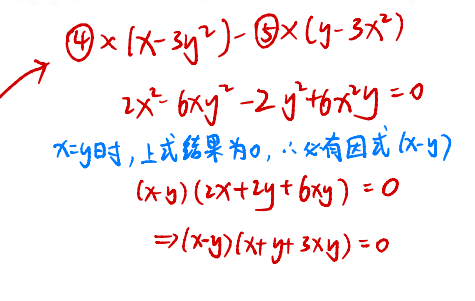 ④×(x-3y²)-⑤×(y-3x²)
2x²-6xy²-2y²+6x²y=0
x=y时,上式结果为0,∴必有因式(x-y)
(x-y)(2x+2y+6xy)=0
⇒(x-y)(x+y+3xy)=0